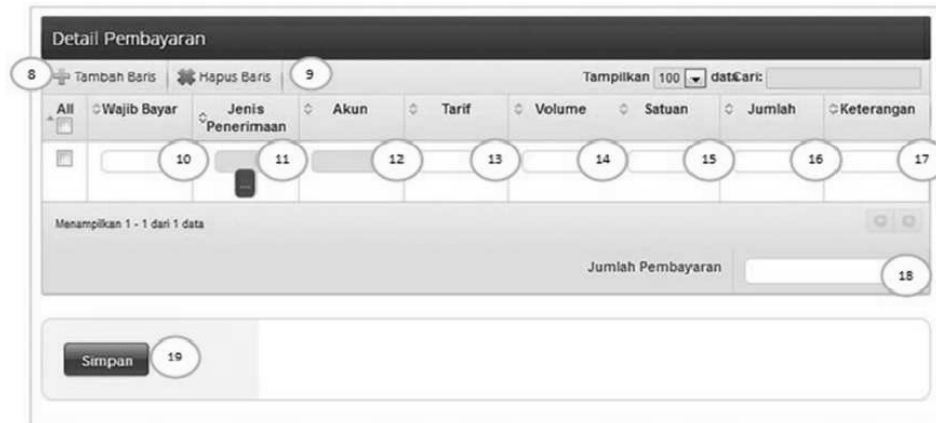 Detail Pembayaran
8 Tambah Baris Hapus Baris 9 Tampilkan 100 data Cari:
All Wajib Bayar Jenis Penerimaan Akun Tarif Volume Satuan Jumlah Keterangan
10 11 12 13 14 15 16 17
...
Menampilkan 1 - 1 dari 1 data
Jumlah Pembayaran 18
Simpan 19